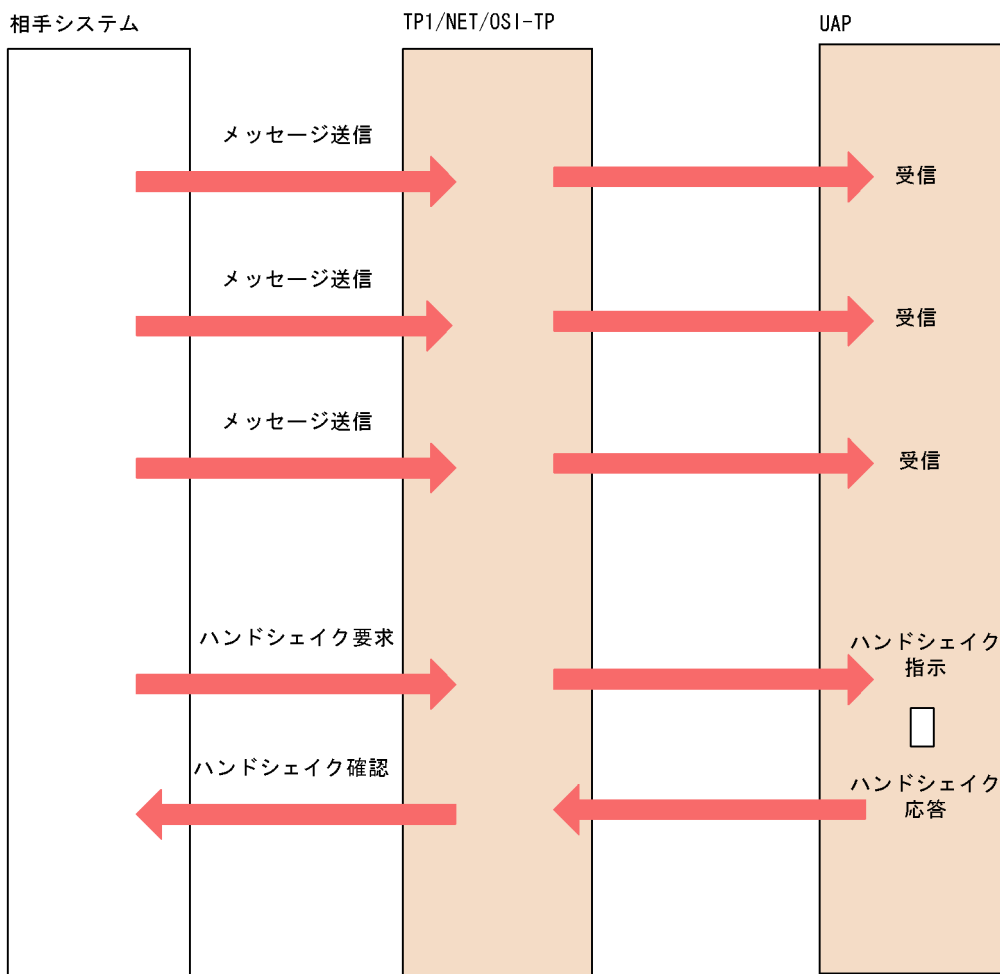 相手システム
TP1/NET/OSI-TP
UAP
メッセージ送信
受信
メッセージ送信
受信
メッセージ送信
受信
ハンドシェイク要求
ハンドシェイク
指示
ハンドシェイク確認
ハンドシェイク
応答